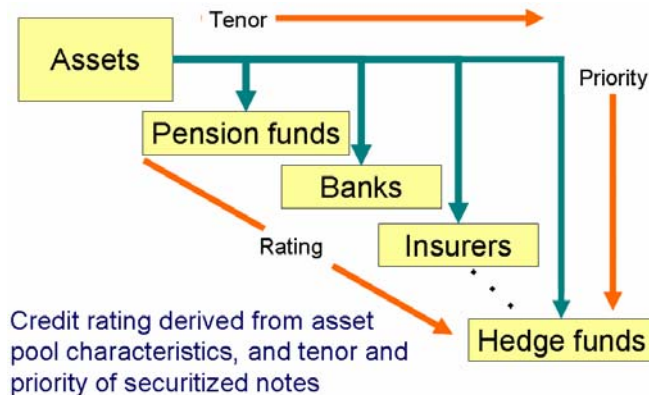 Tenor
Assets
Priority
Pension funds
Banks
Rating
Insurers
Hedge funds
Credit rating derived from asset
pool characteristics, and tenor and
priority of securitized notes